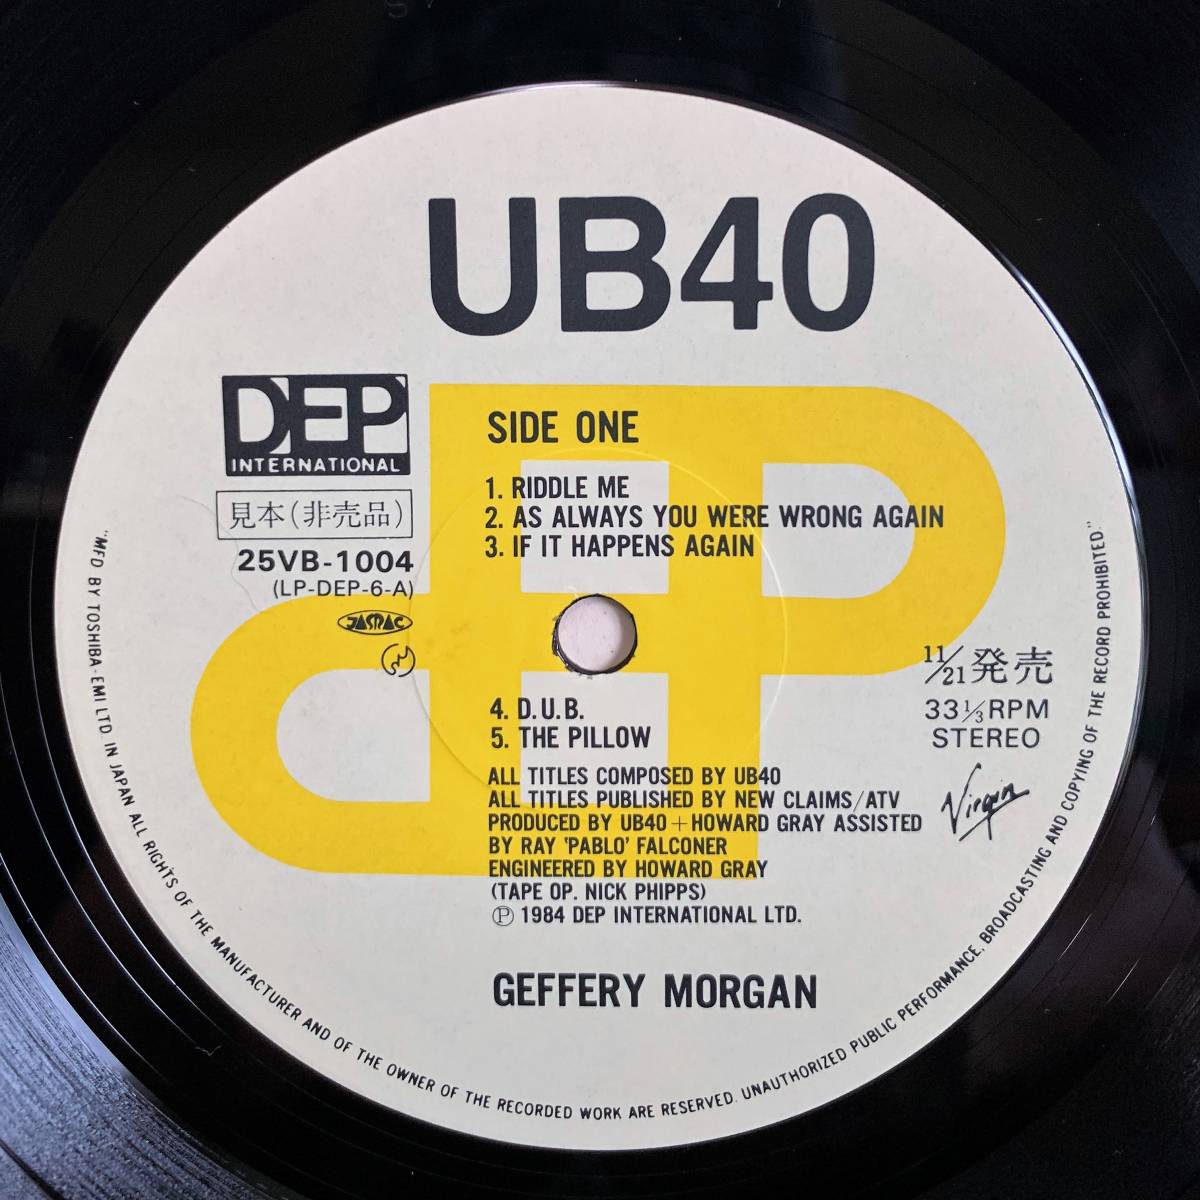 UB40
DEP
INTERNATIONAL
見本(非売品)
25VB-1004
(LP-DEP-6-A)
JASRAC
SIDE ONE
1. RIDDLE ME
2. AS ALWAYS YOU WERE WRONG AGAIN
3. IF IT HAPPENS AGAIN
4. D.U.B.
5. THE PILLOW
11/21発売
33⅓RPM
STEREO
Virgin
ALL TITLES COMPOSED BY UB40
ALL TITLES PUBLISHED BY NEW CLAIMS/ATV
PRODUCED BY UB40+HOWARD GRAY ASSISTED
BY RAY 'PABLO' FALCONER
ENGINEERED BY HOWARD GRAY
(TAPE OP. NICK PHIPPS)
Ⓟ 1984 DEP INTERNATIONAL LTD.
GEFFERY MORGAN
"MFD BY TOSHIBA-EMI LTD. IN JAPAN ALL RIGHTS OF THE MANUFACTURER AND OF THE OWNER OF THE RECORDED WORK ARE RESERVED. UNAUTHORIZED PUBLIC PERFORMANCE, BROADCASTING AND COPYING OF THE RECORD PROHIBITED."